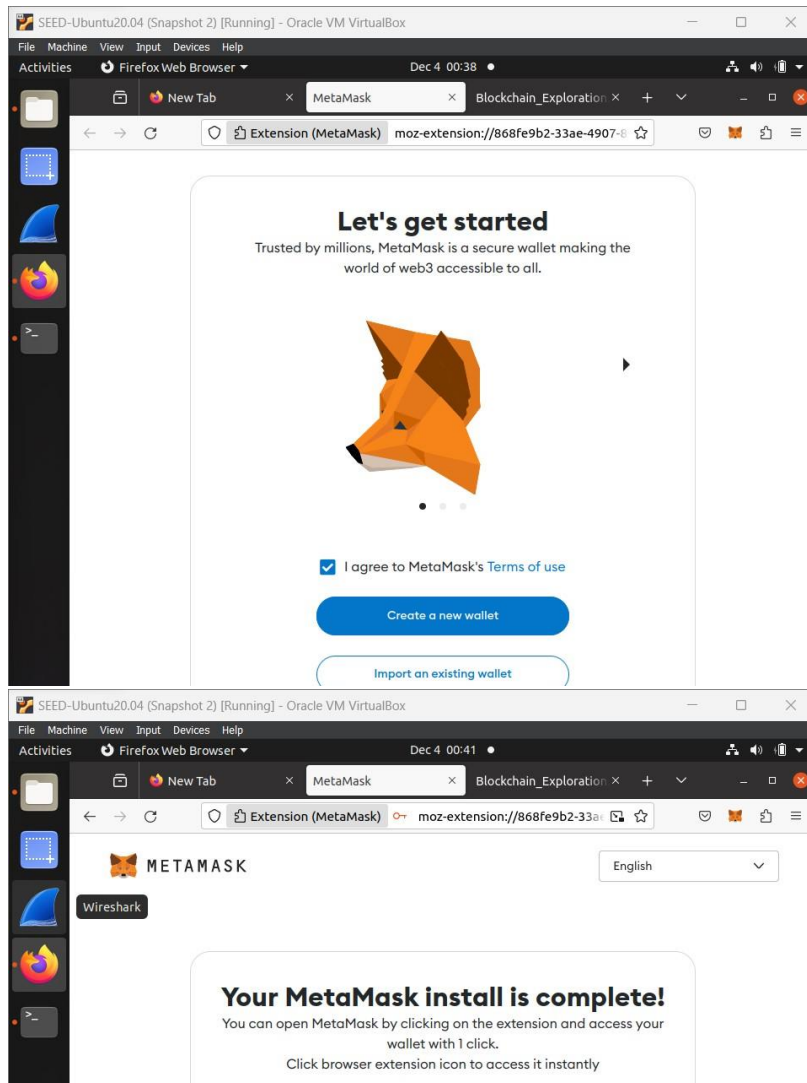 SEED-Ubuntu20.04 (Snapshot 2) [Running] - Oracle VM VirtualBox
File Machine View Input Devices Help
Activities Firefox Web Browser Dec 4 00:38
New Tab MetaMask Blockchain_Exploration
Extension (MetaMask) moz-extension://868fe9b2-33ae-4907-8
Let's get started
Trusted by millions, MetaMask is a secure wallet making the
world of web3 accessible to all.
I agree to MetaMask's Terms of use
Create a new wallet
Import an existing wallet
SEED-Ubuntu20.04 (Snapshot 2) [Running] - Oracle VM VirtualBox
File Machine View Input Devices Help
Activities Firefox Web Browser Dec 4 00:41
New Tab MetaMask Blockchain_Exploration
Extension (MetaMask) moz-extension://868fe9b2-33a
METAMASK English
Wireshark
Your MetaMask install is complete!
You can open MetaMask by clicking on the extension and access your
wallet with 1 click.
Click browser extension icon to access it instantly